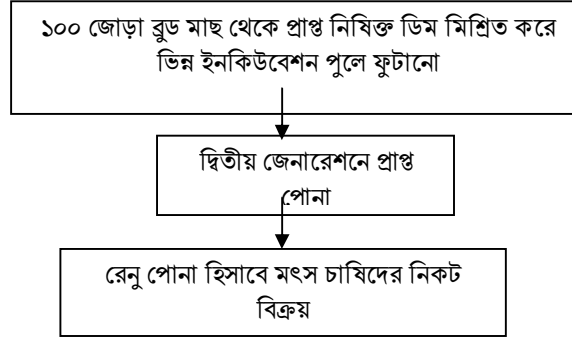 ১০০ জোড়া ব্রুড মাছ থেকে প্রাপ্ত নিষিক্ত ডিম মিশ্রিত করে
ভিন্ন ইনকিউবেশন পুলে ফুটানো
দ্বিতীয় জেনারেশনে প্রাপ্ত
পোনা
রেনু পোনা হিসাবে মৎস চাষিদের নিকট
বিক্রয়